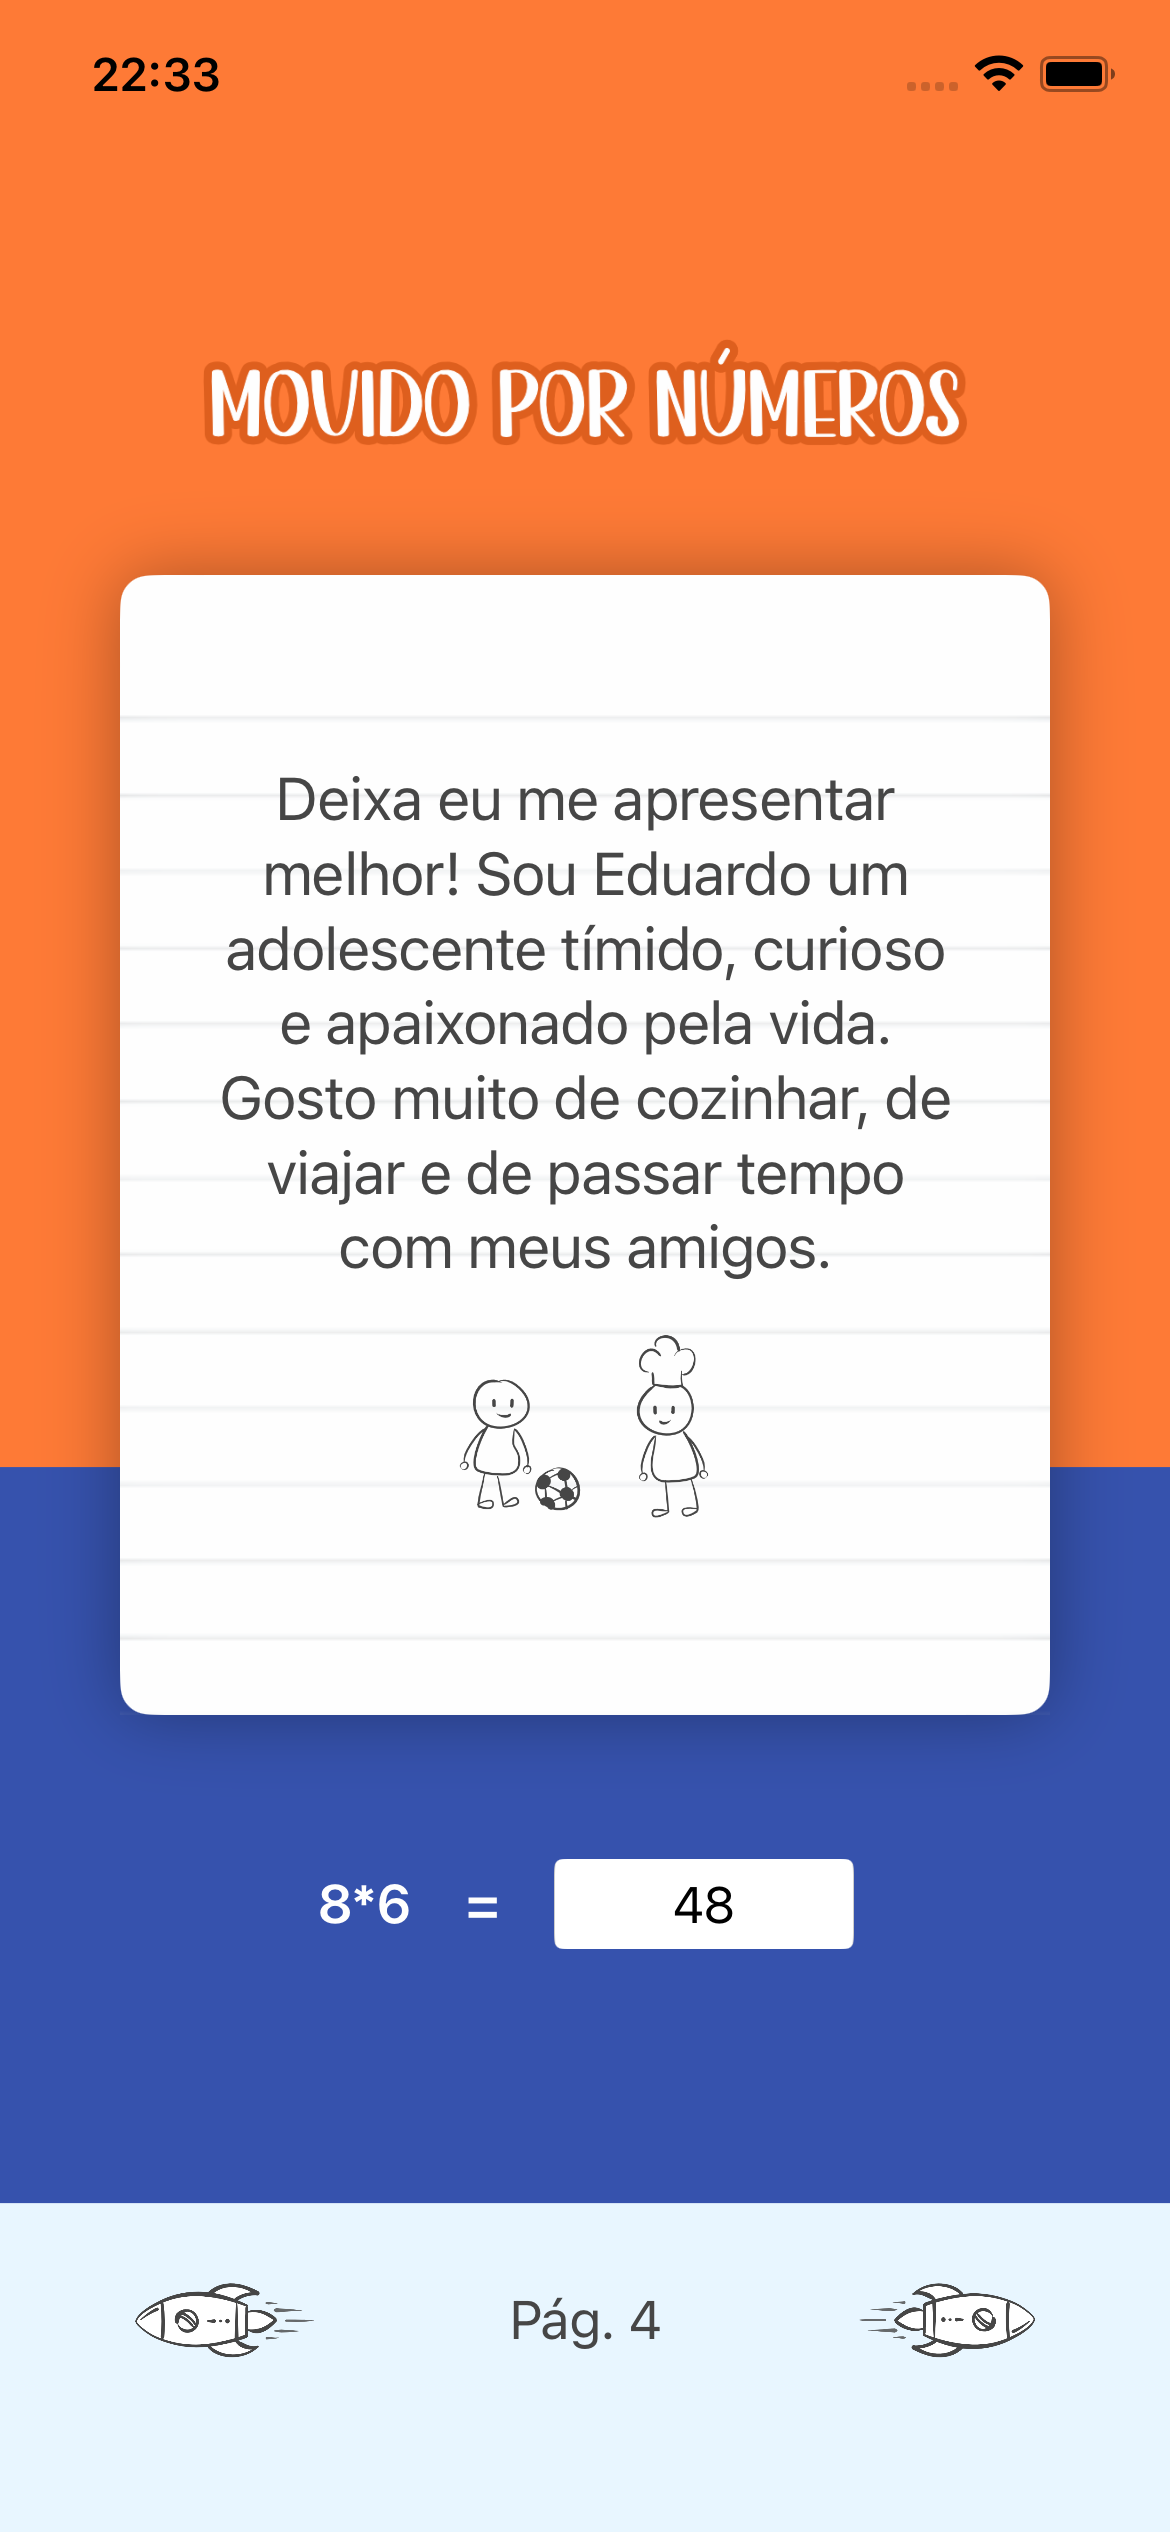 22:33
MOVIDO POR NÚMEROS
Deixa eu me apresentar
melhor! Sou Eduardo um
adolescente tímido, curioso
e apaixonado pela vida.
Gosto muito de cozinhar, de
viajar e de passar tempo
com meus amigos.
8*6 = 48
Pág. 4